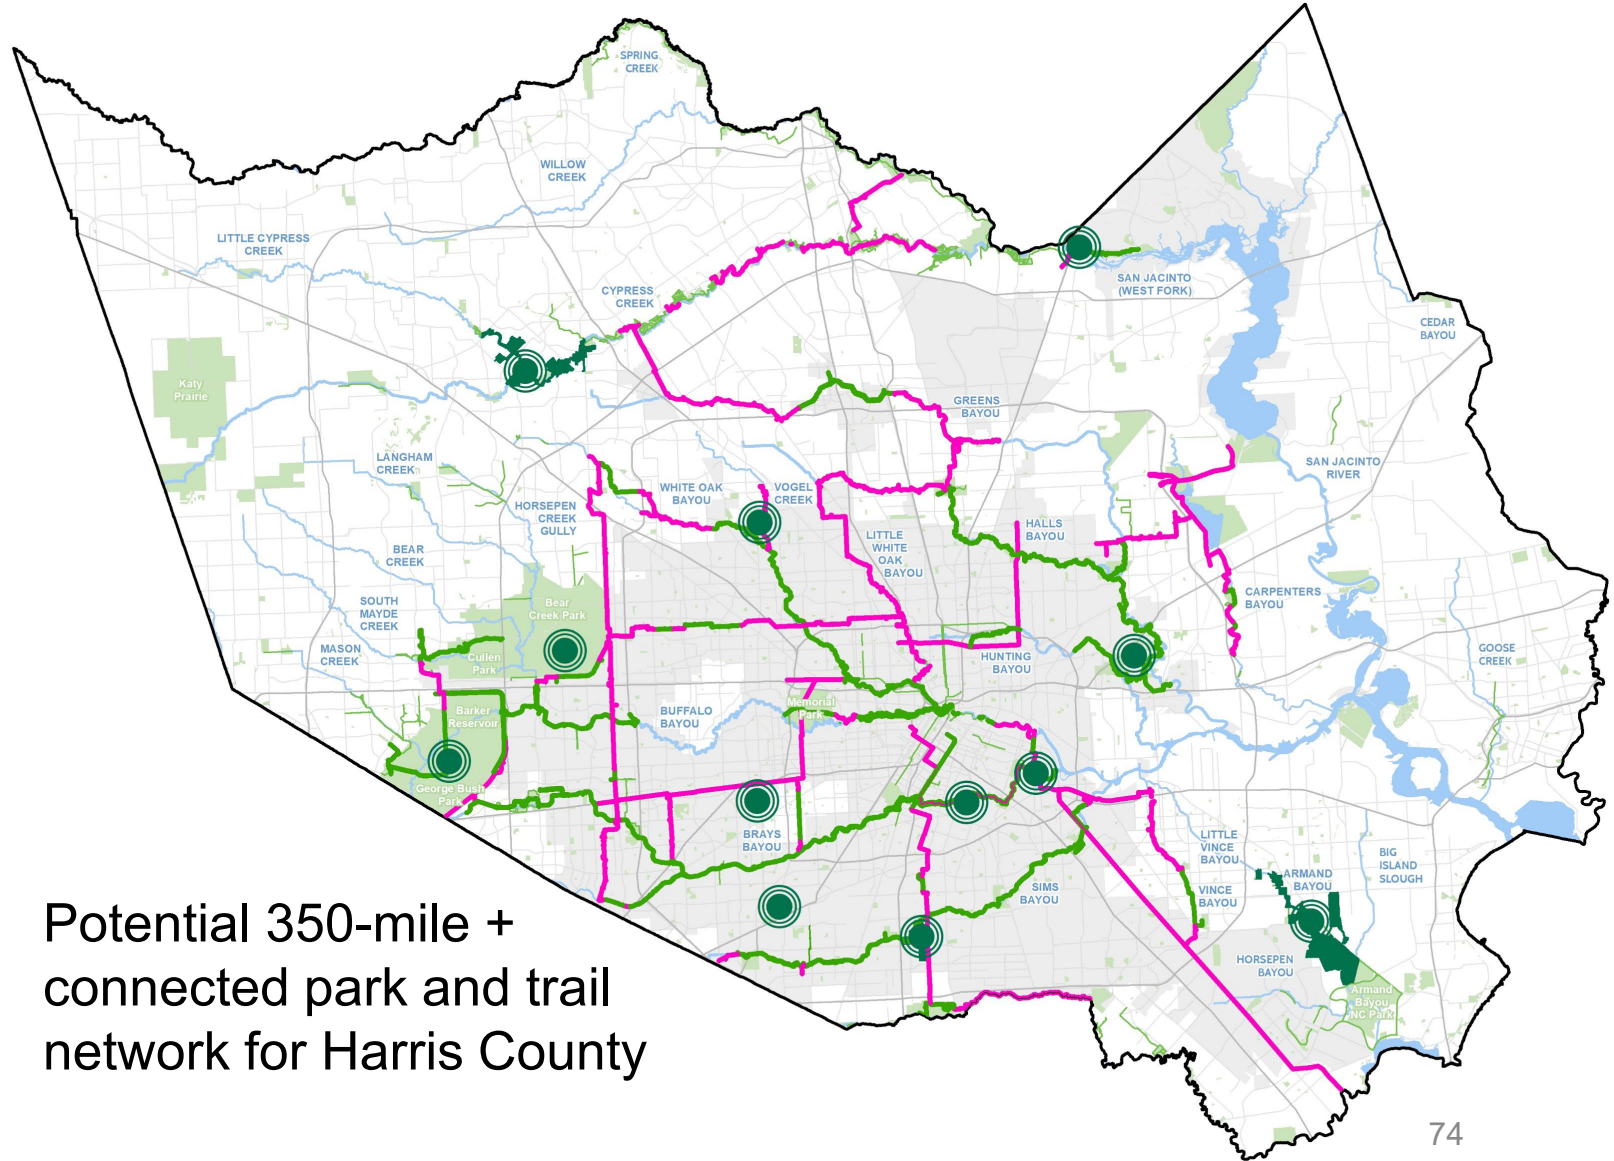 SPRING
CREEK
WILLOW
CREEK
LITTLE CYPRESS
CREEK
CYPRESS
CREEK
SAN JACINTO
(WEST FORK)
CEDAR
BAYOU
Katy
Prairie
GREENS
BAYOU
LANGHAM
CREEK
SAN JACINTO
RIVER
WHITE OAK
BAYOU
VOGEL
CREEK
HORSEPEN
CREEK
GULLY
HALLS
BAYOU
LITTLE
WHITE
OAK
BAYOU
BEAR
CREEK
SOUTH
MAYDE
CREEK
Bear
Creek Park
CARPENTERS
BAYOU
MASON
CREEK
Cullen
Park
HUNTING
BAYOU
GOOSE
CREEK
Barker
Reservoir
BUFFALO
BAYOU
Memorial
Park
George Bush
Park
BRAYS
BAYOU
LITTLE
VINCE
BAYOU
BIG
ISLAND
SLOUGH
SIMS
BAYOU
VINCE
BAYOU
ARMAND
BAYOU
HORSEPEN
BAYOU
Armand
Bayou
NC Park
Potential 350-mile +
connected park and trail
network for Harris County
74